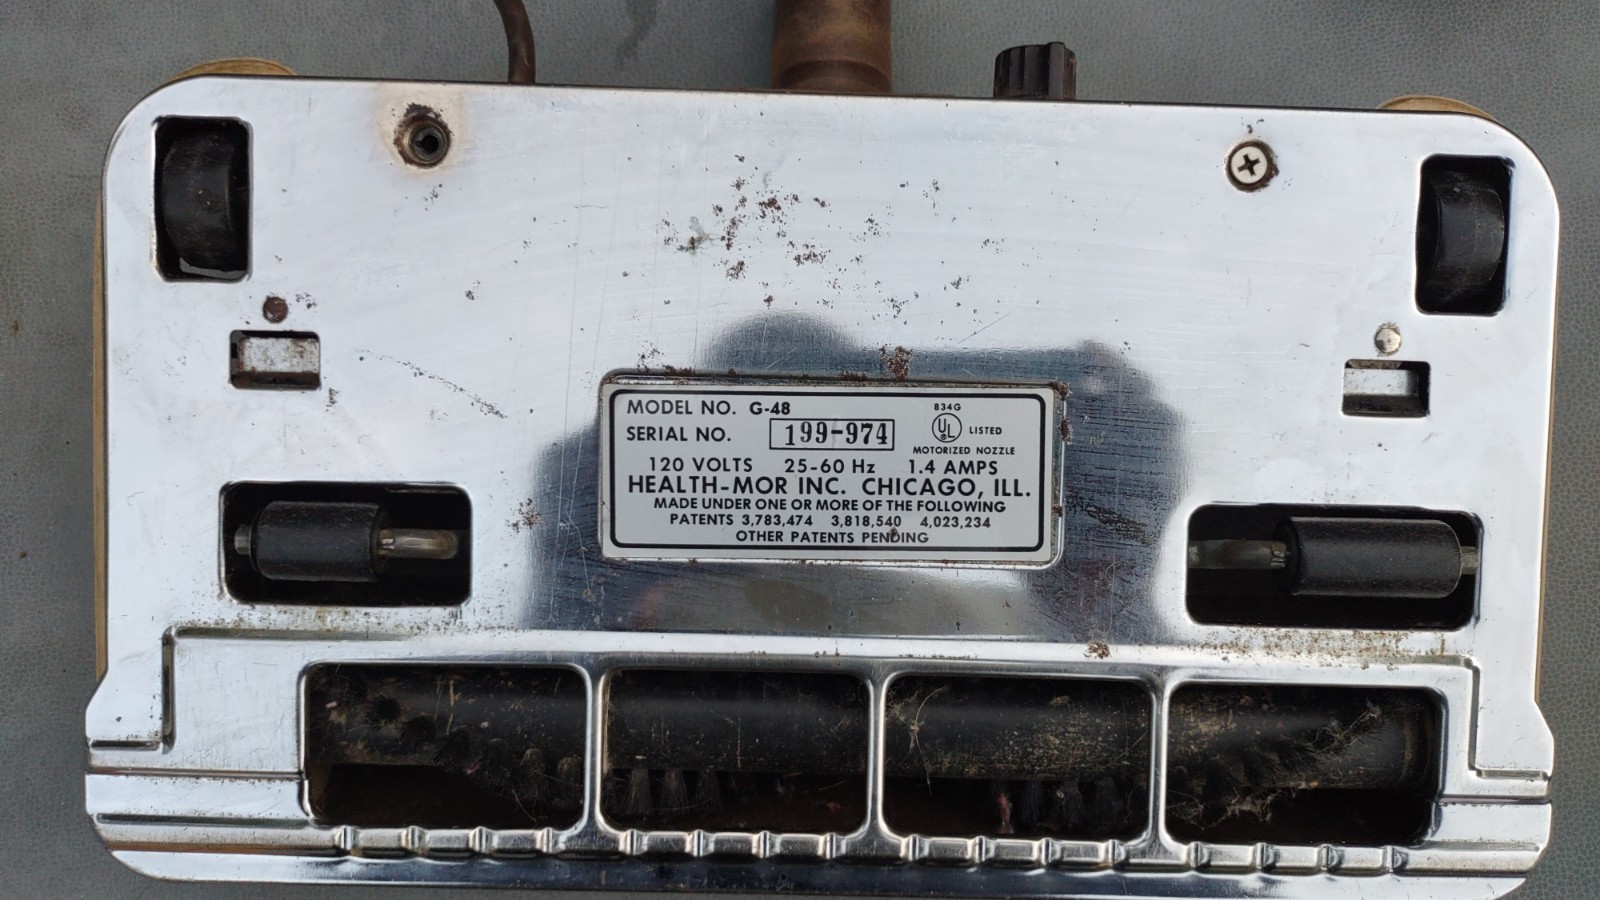 MODEL NO. G-48
834G
SERIAL NO. 199-974
UL LISTED
MOTORIZED NOZZLE
120 VOLTS 25-60 Hz 1.4 AMPS
HEALTH-MOR INC. CHICAGO, ILL.
MADE UNDER ONE OR MORE OF THE FOLLOWING
PATENTS 3,783,474 3,818,540 4,023,234
OTHER PATENTS PENDING